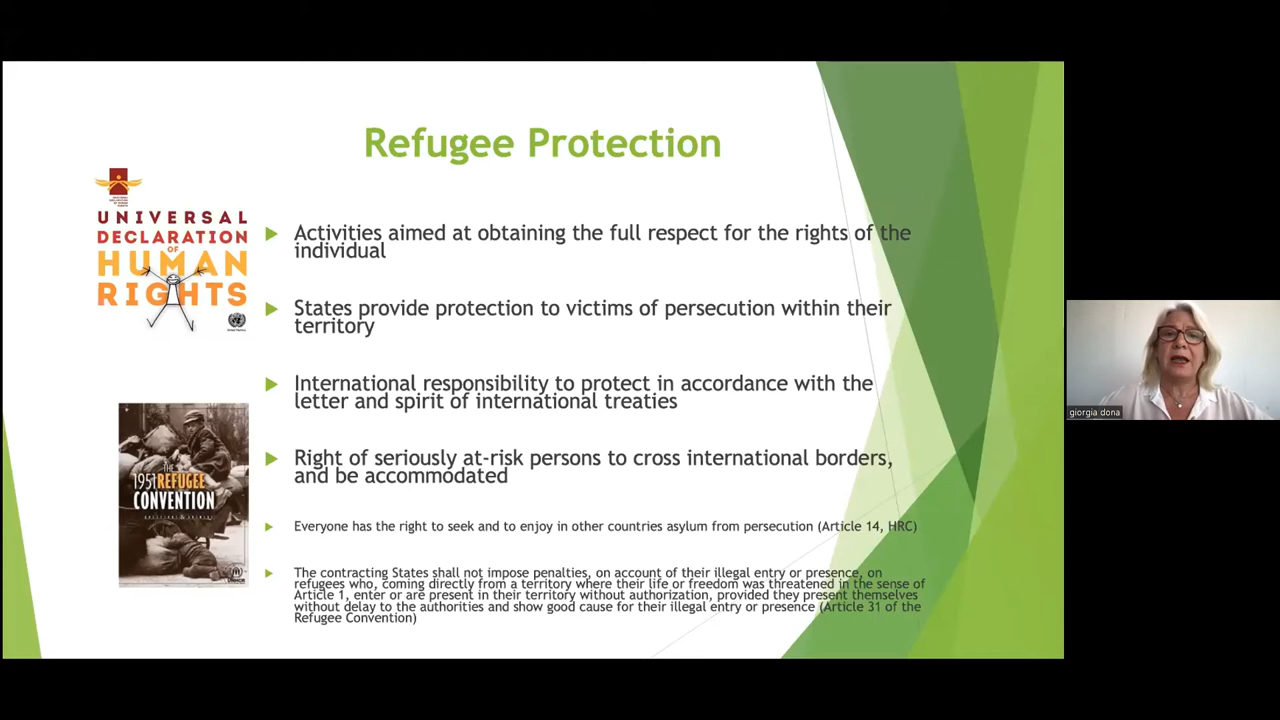 Refugee Protection
UNIVERSAL
DECLARATION
OF
HUMAN
RIGHTS
Activities aimed at obtaining the full respect for the rights of the
individual
States provide protection to victims of persecution within their
territory
International responsibility to protect in accordance with the
letter and spirit of international treaties
THE
1951 REFUGEE
CONVENTION
UNHCR
Right of seriously at-risk persons to cross international borders,
and be accommodated
Everyone has the right to seek and to enjoy in other countries asylum from persecution (Article 14, HRC)
The contracting States shall not impose penalties, on account of their illegal entry or presence, on
refugees who, coming directly from a territory where their life or freedom was threatened in the sense of
Article 1, enter or are present in their territory without authorization, provided they present themselves
without delay to the authorities and show good cause for their illegal entry or presence (Article 31 of the
Refugee Convention)
giorgia dona